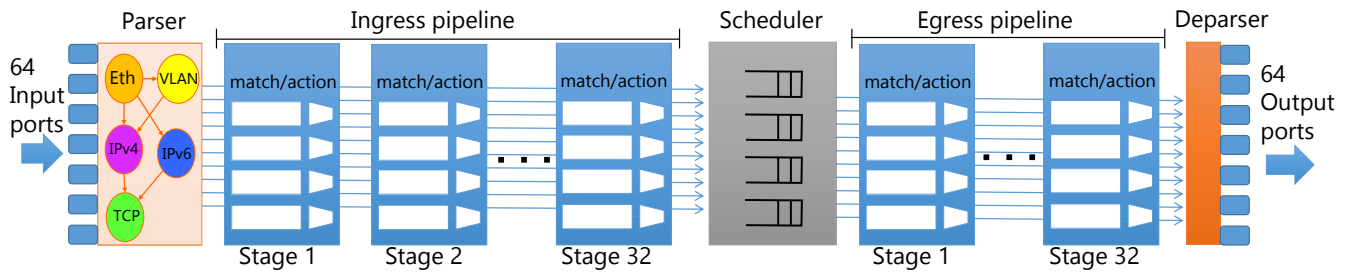 Parser
Ingress pipeline
Scheduler
Egress pipeline
Deparser
64
Input
ports
Eth
VLAN
IPv4
IPv6
TCP
match/action
match/action
match/action
match/action
match/action
64
Output
ports
Stage 1
Stage 2
Stage 32
Stage 1
Stage 32